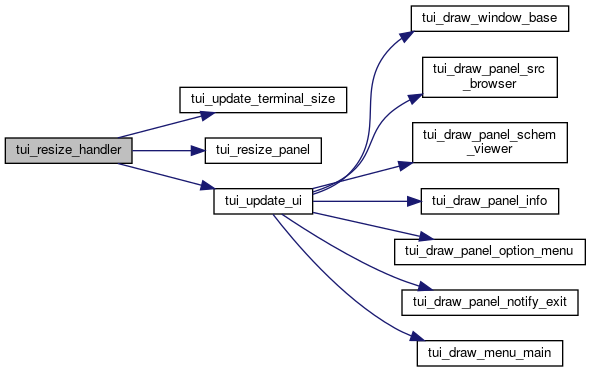 tui_resize_handler
tui_update_terminal_size
tui_resize_panel
tui_update_ui
tui_draw_window_base
tui_draw_panel_src
_browser
tui_draw_panel_schem
_viewer
tui_draw_panel_info
tui_draw_panel_option_menu
tui_draw_panel_notify_exit
tui_draw_menu_main